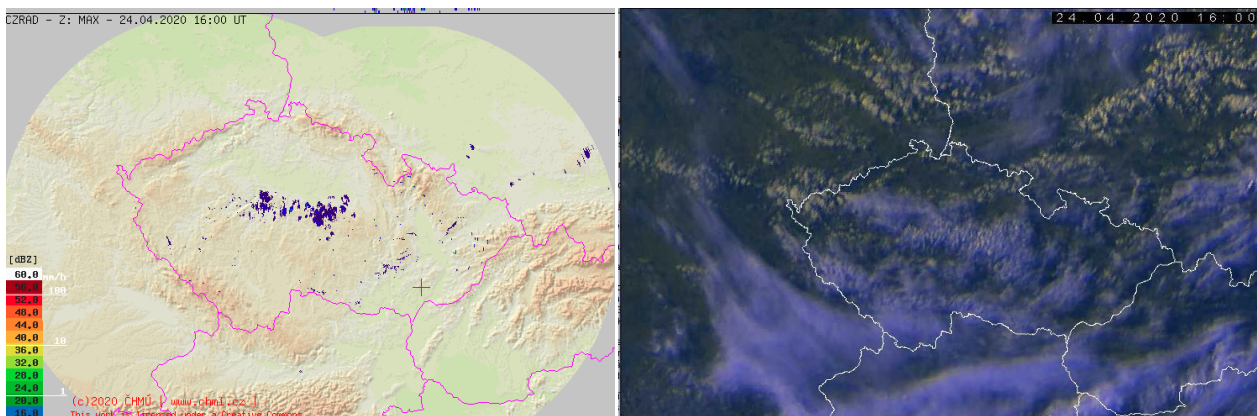 CZRAD - Z: MAX - 24.04.2020 16:00 UT
24.04.2020 16:00
[dBZ]
60.0 mm/h
56.0 100
52.0
48.0
44.0
40.0 10
36.0
32.0
28.0
24.0
20.0 1
16.0
(c)2020 ČHMÚ | www.chmi.cz |
This work is licensed under a Creative Commons